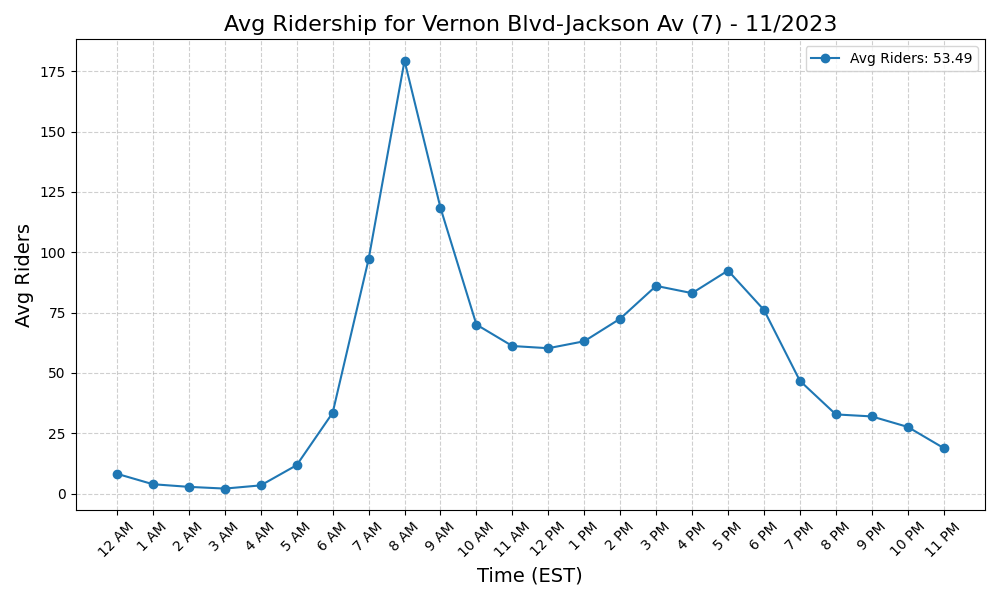 Avg Ridership for Vernon Blvd-Jackson Av (7) - 11/2023
Avg Riders: 53.49
Avg Riders
175
150
125
100
75
50
25
0
12 AM
1 AM
2 AM
3 AM
4 AM
5 AM
6 AM
7 AM
8 AM
9 AM
10 AM
11 AM
12 PM
1 PM
2 PM
3 PM
4 PM
5 PM
6 PM
7 PM
8 PM
9 PM
10 PM
11 PM
Time (EST)